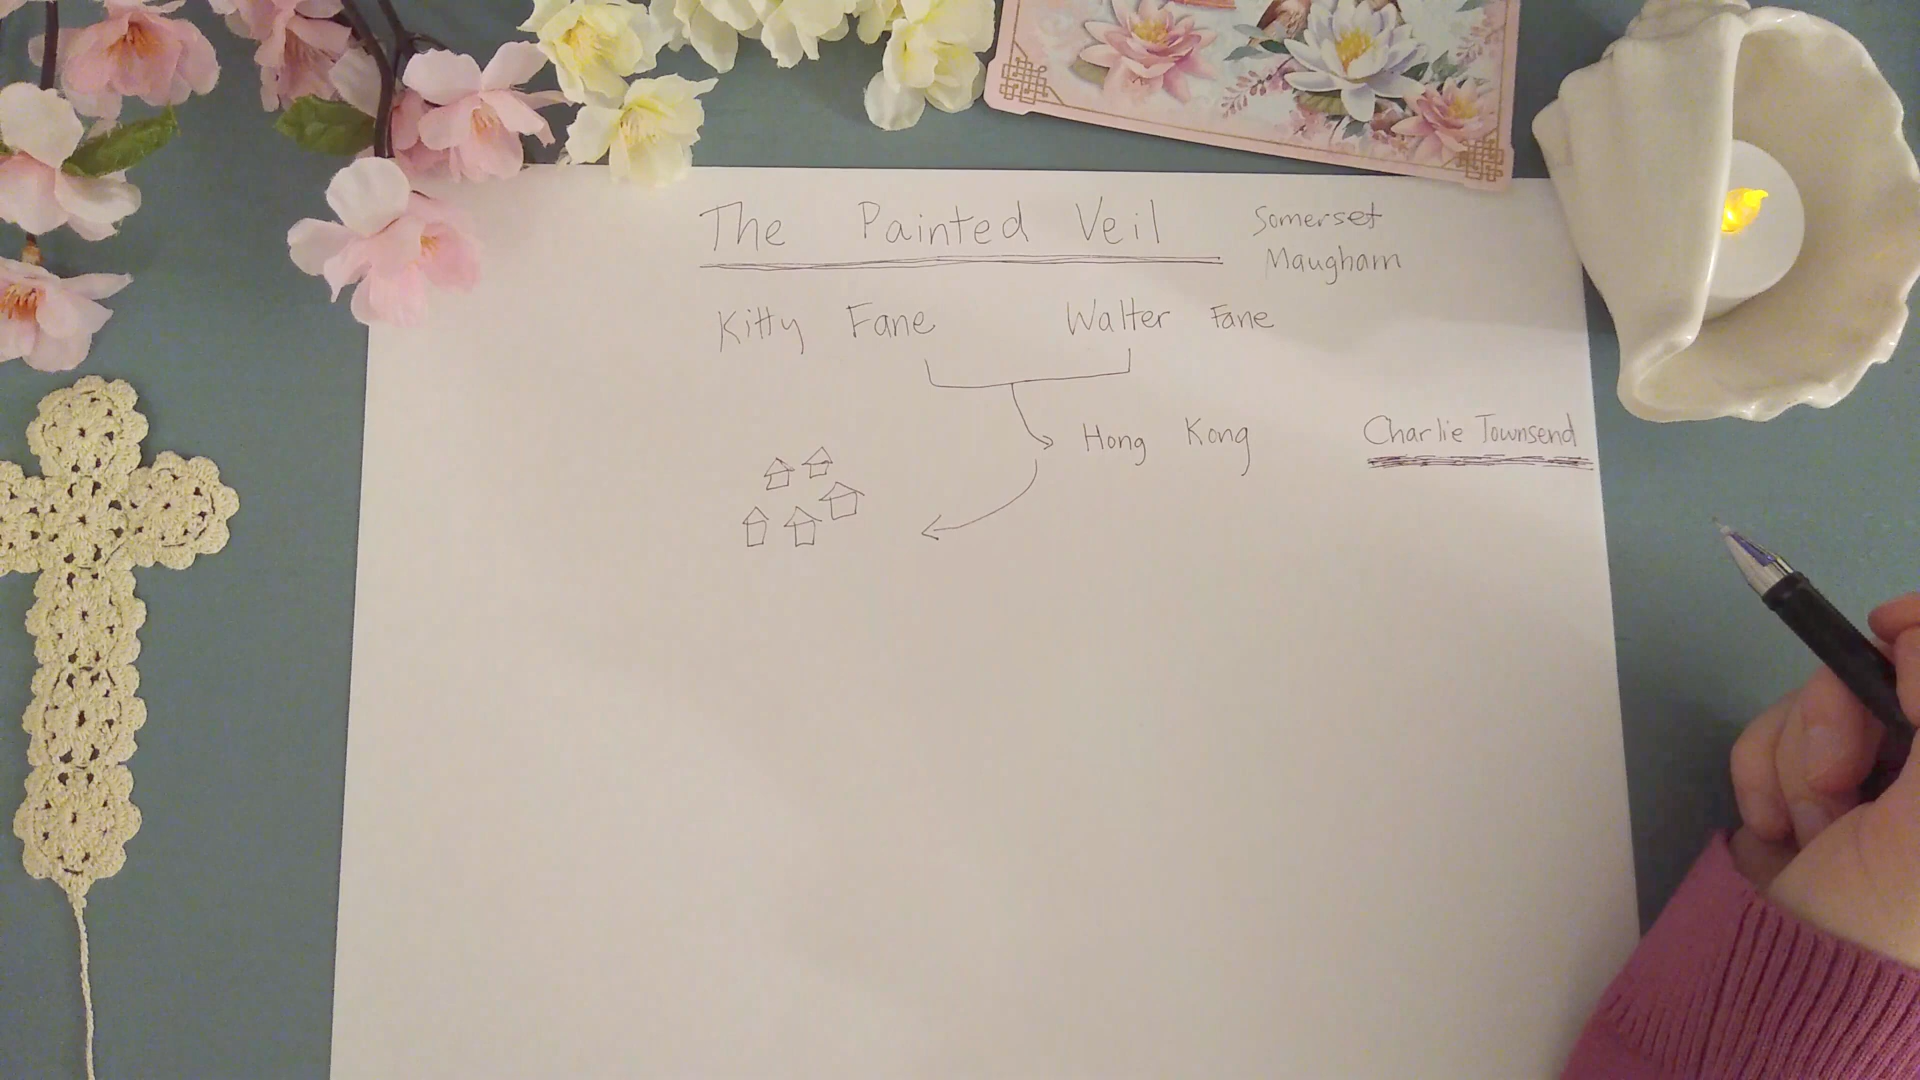 The Painted Veil
Somerset
Maugham
Kitty Fane Walter Fane
Hong Kong
Charlie Townsend